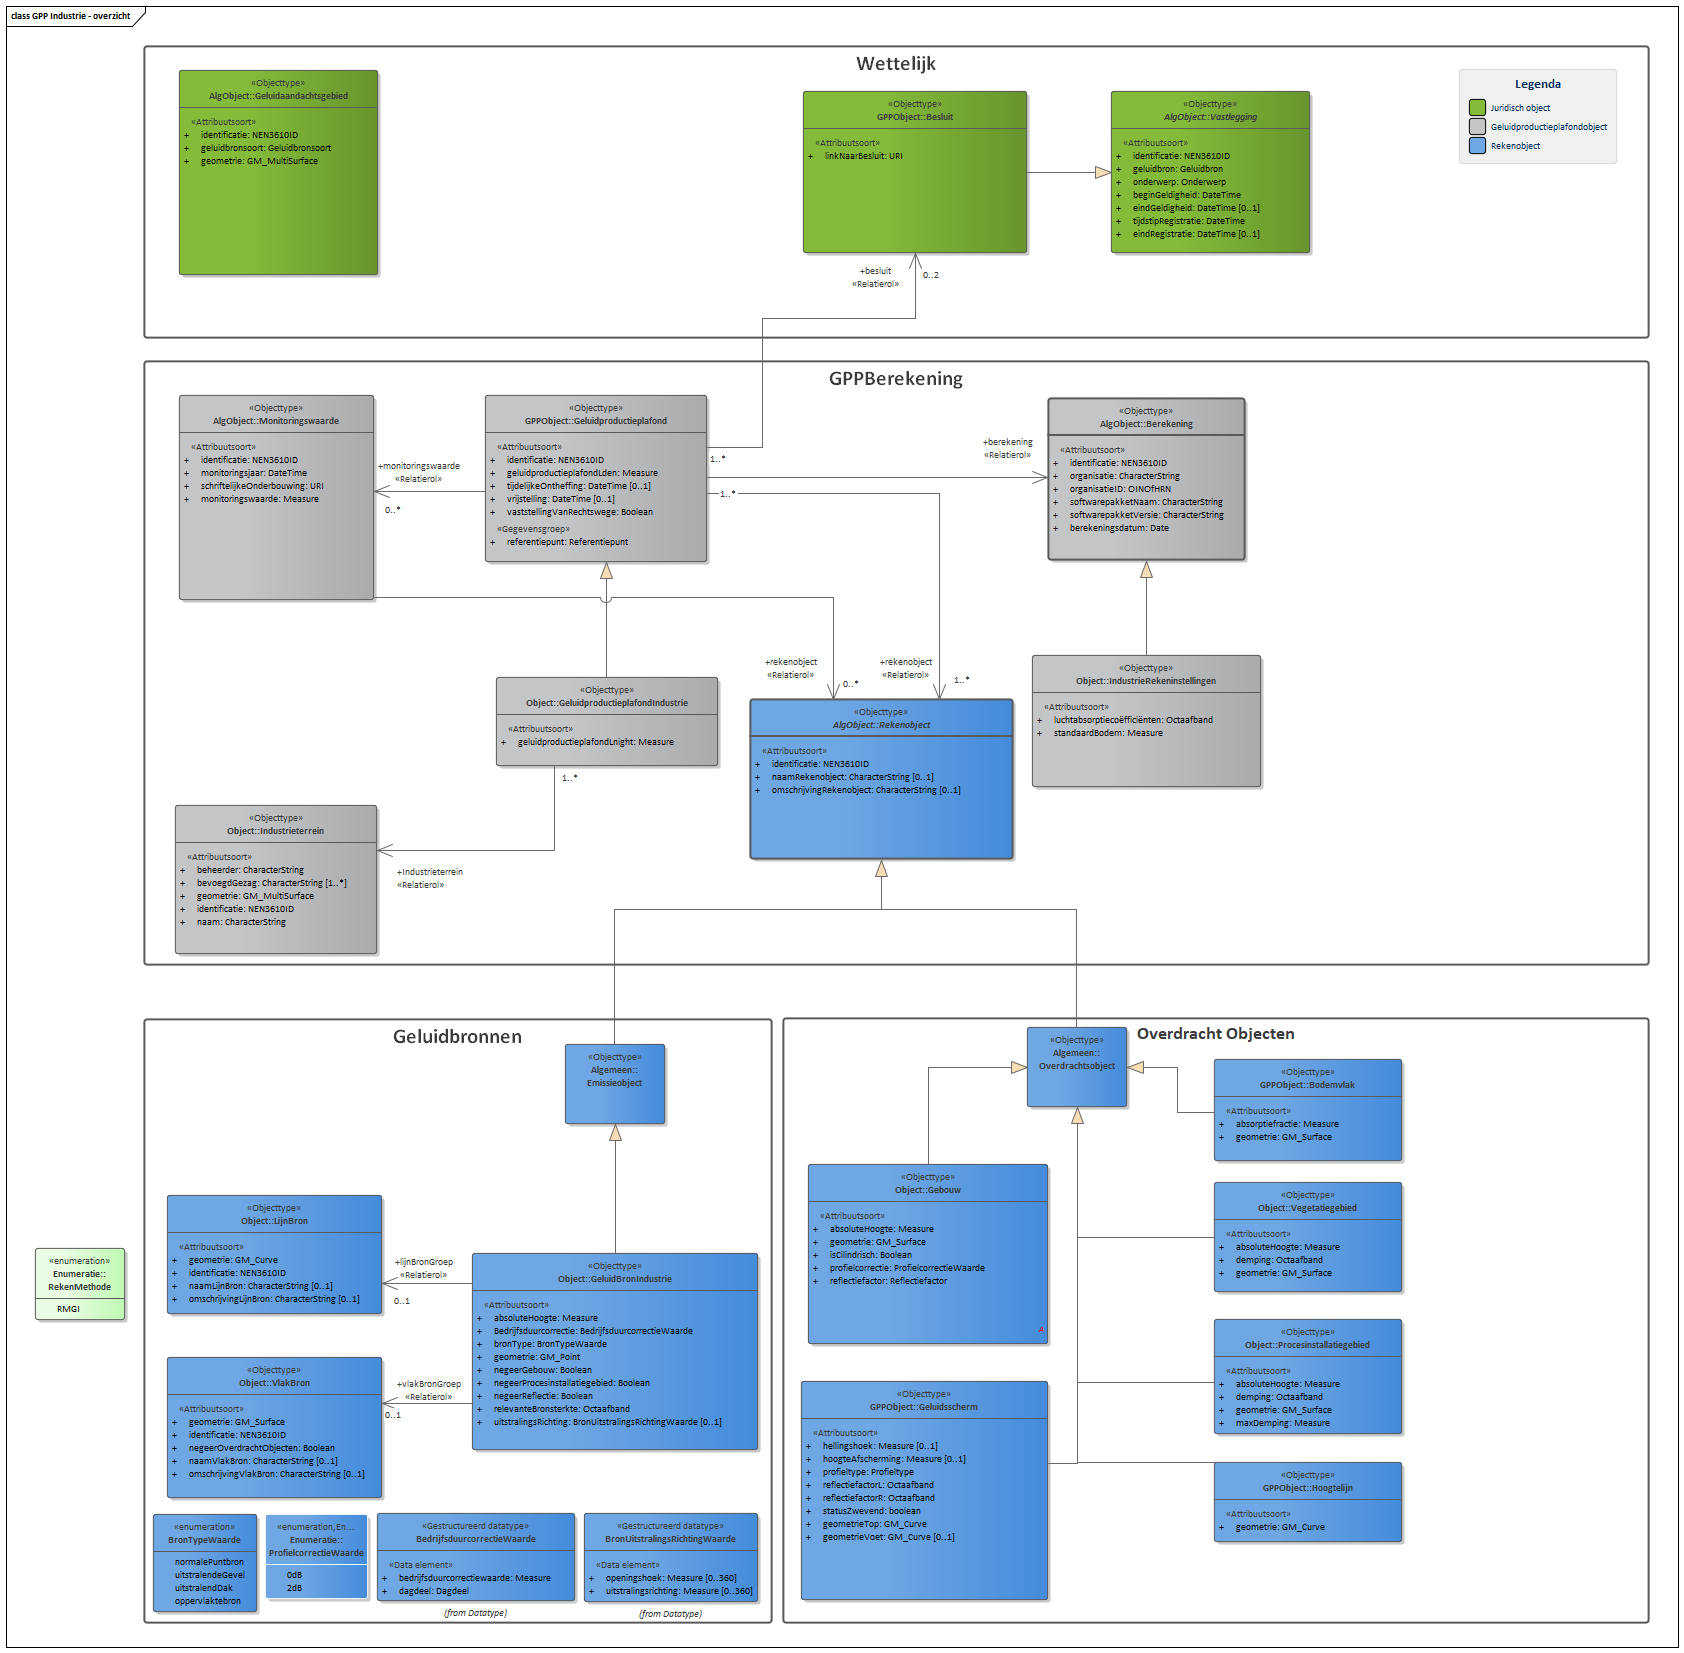 class GPP Industrie - overzicht
Wettelijk
«Objecttype»
AlgObject::Geluidaandachtsgebied
«Attribuutsoort»
+ identificatie: NEN3610ID
+ geluidbronsoort: Geluidbronsoort
+ geometrie: GM_MultiSurface
«Objecttype»
GPPObject::Besluit
«Attribuutsoort»
+ linkNaarBesluit: URI
«Objecttype»
AlgObject::Vastlegging
«Attribuutsoort»
+ identificatie: NEN3610ID
+ geluidbron: Geluidbron
+ onderwerp: Onderwerp
+ beginGeldigheid: DateTime
+ eindGeldigheid: DateTime [0..1]
+ tijdstipRegistratie: DateTime
+ eindRegistratie: DateTime [0..1]
Legenda
Juridisch object
Geluidproductieplafondobject
Rekenobject
+besluit
«Relatierol»
0..2
GPPBerekening
«Objecttype»
AlgObject::Monitoringswaarde
«Attribuutsoort»
+ identificatie: NEN3610ID
+ monitoringsjaar: DateTime
+ schriftelijkeOnderbouwing: URI
+ monitoringswaarde: Measure
+monitoringswaarde
«Relatierol»
0..*
«Objecttype»
GPPObject::Geluidproductieplafond
«Attribuutsoort»
+ identificatie: NEN3610ID
+ geluidproductieplafondLden: Measure
+ tijdelijkeOntheffing: DateTime [0..1]
+ vrijstelling: DateTime [0..1]
+ vaststellingVanRechtswege: Boolean
«Gegevensgroep»
+ referentiepunt: Referentiepunt
1..*
1..*
+berekening
«Relatierol»
«Objecttype»
AlgObject::Berekening
«Attribuutsoort»
+ identificatie: NEN3610ID
+ organisatie: CharacterString
+ organisatieID: OINOfHRN
+ softwarepakketNaam: CharacterString
+ softwarepakketVersie: CharacterString
+ berekeningsdatum: Date
+rekenobject
«Relatierol»
0..*
+rekenobject
«Relatierol»
1..*
«Objecttype»
Object::IndustrieRekeninstellingen
«Attribuutsoort»
+ luchtabsorptiecoëfficiënten: Octaafband
+ standaardBodem: Measure
«Objecttype»
Object::GeluidproductieplafondIndustrie
«Attribuutsoort»
+ geluidproductieplafondLnight: Measure
1..*
«Objecttype»
AlgObject::Rekenobject
«Attribuutsoort»
+ identificatie: NEN3610ID
+ naamRekenobject: CharacterString [0..1]
+ omschrijvingRekenobject: CharacterString [0..1]
«Objecttype»
Object::Industrieterrein
«Attribuutsoort»
+ beheerder: CharacterString
+ bevoegdGezag: CharacterString [1..*]
+ geometrie: GM_MultiSurface
+ identificatie: NEN3610ID
+ naam: CharacterString
+Industrieterrein
«Relatierol»
Geluidbronnen
«Objecttype»
Algemeen::
Emissieobject
«Objecttype»
Object::LijnBron
«Attribuutsoort»
+ geometrie: GM_Curve
+ identificatie: NEN3610ID
+ naamLijnBron: CharacterString [0..1]
+ omschrijvingLijnBron: CharacterString [0..1]
+lijnBronGroep
«Relatierol»
0..1
«Objecttype»
Object::GeluidBronIndustrie
«Attribuutsoort»
+ absoluteHoogte: Measure
+ Bedrijfsduurcorrectie: BedrijfsduurcorrectieWaarde
+ bronType: BronTypeWaarde
+ geometrie: GM_Point
+ negeerGebouw: Boolean
+ negeerProcesinstallatiegebied: Boolean
+ negeerReflectie: Boolean
+ relevanteBronsterkte: Octaafband
+ uitstralingsRichting: BronUitstralingsRichtingWaarde [0..1]
«enumeration»
Enumeratie::
RekenMethode
RMGI
«Objecttype»
Object::VlakBron
«Attribuutsoort»
+ geometrie: GM_Surface
+ identificatie: NEN3610ID
+ negeerOverdrachtObjecten: Boolean
+ naamVlakBron: CharacterString [0..1]
+ omschrijvingVlakBron: CharacterString [0..1]
+vlakBronGroep
«Relatierol»
0..1
«enumeration»
BronTypeWaarde
normalePuntbron
uitstralendeGevel
uitstralendDak
oppervlaktebron
«enumeration,En...
Enumeratie::
ProfielcorrectieWaarde
0dB
2dB
«Gestructureerd datatype»
BedrijfsduurcorrectieWaarde
«Data element»
+ bedrijfsduurcorrectiewaarde: Measure
+ dagdeel: Dagdeel
(from Datatype)
«Gestructureerd datatype»
BronUitstralingsRichtingWaarde
«Data element»
+ openingshoek: Measure [0..360]
+ uitstralingsrichting: Measure [0..360]
(from Datatype)
Overdracht Objecten
«Objecttype»
Algemeen::
Overdrachtsobject
«Objecttype»
GPPObject::Bodemvlak
«Attribuutsoort»
+ absorptiefractie: Measure
+ geometrie: GM_Surface
«Objecttype»
Object::Gebouw
«Attribuutsoort»
+ absoluteHoogte: Measure
+ geometrie: GM_Surface
+ isCilindrisch: Boolean
+ profielcorrectie: ProfielcorrectieWaarde
+ reflectiefactor: Reflectiefactor
A
«Objecttype»
Object::Vegetatiegebied
«Attribuutsoort»
+ absoluteHoogte: Measure
+ demping: Octaafband
+ geometrie: GM_Surface
«Objecttype»
Object::Procesinstallatiegebied
«Attribuutsoort»
+ absoluteHoogte: Measure
+ demping: Octaafband
+ geometrie: GM_Surface
+ maxDemping: Measure
«Objecttype»
GPPObject::Geluidsscherm
«Attribuutsoort»
+ hellingshoek: Measure [0..1]
+ hoogteAfscherming: Measure [0..1]
+ profieltype: Profieltype
+ reflectiefactorL: Octaafband
+ reflectiefactorR: Octaafband
+ statusZwevend: boolean
+ geometrieTop: GM_Curve
+ geometrieVoet: GM_Curve [0..1]
«Objecttype»
GPPObject::Hoogtelijn
«Attribuutsoort»
+ geometrie: GM_Curve